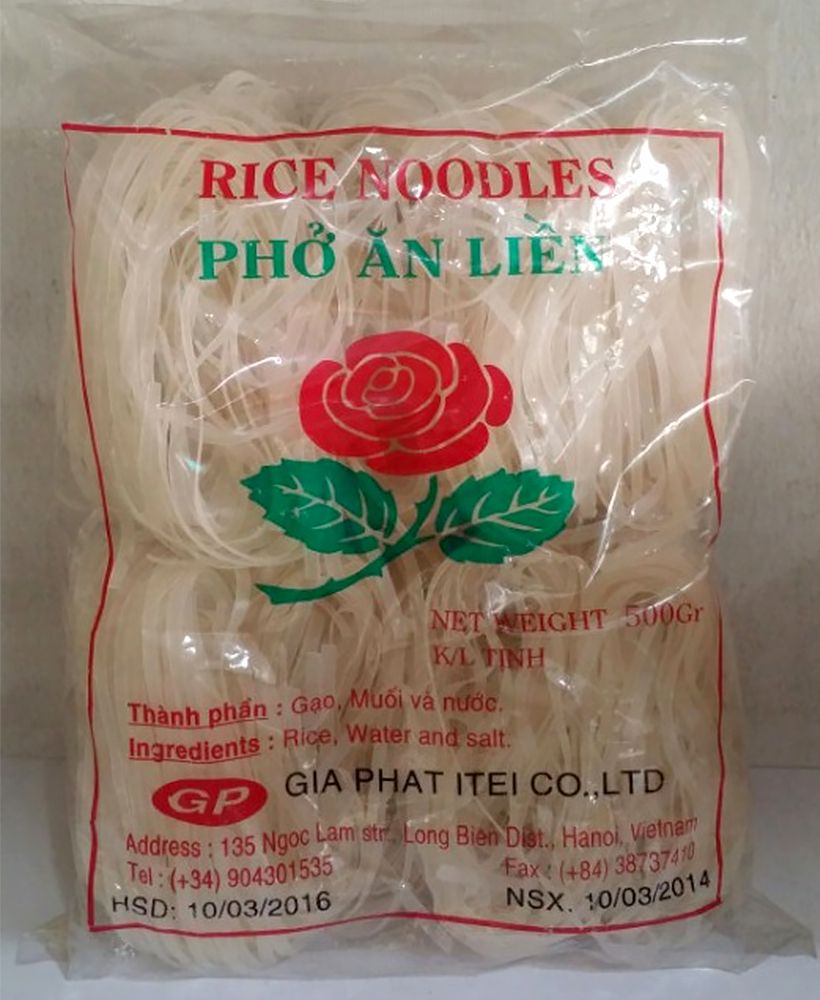 RICE NOODLES
PHỞ ĂN LIỀN
NET WEIGHT 500Gr
K/L TINH
Thành phần : Gạo, Muối vá nước.
Ingredients : Rice, Water and salt.
GP GIA PHAT ITEI CO.,LTD
Address : 135 Ngoc Lam str., Long Bien Dist., Hanoi, Vietnam
Tel : (+34) 904301535 Fax : (+84) 38737410
HSD: 10/03/2016 NSX. 10/03/2014